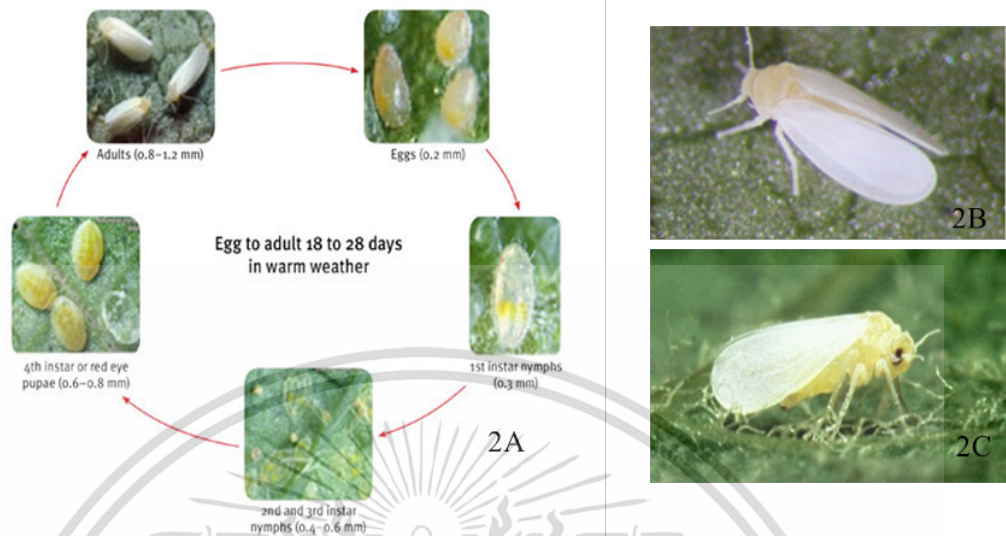 Adults (0.8–1.2 mm)
Eggs (0.2 mm)
Egg to adult 18 to 28 days
in warm weather
2B
4th instar or red eye
pupae (0.6–0.8 mm)
1st instar nymphs
(0.3 mm)
2A
2C
2nd and 3rd instar
nymphs (0.4–0.6 mm)